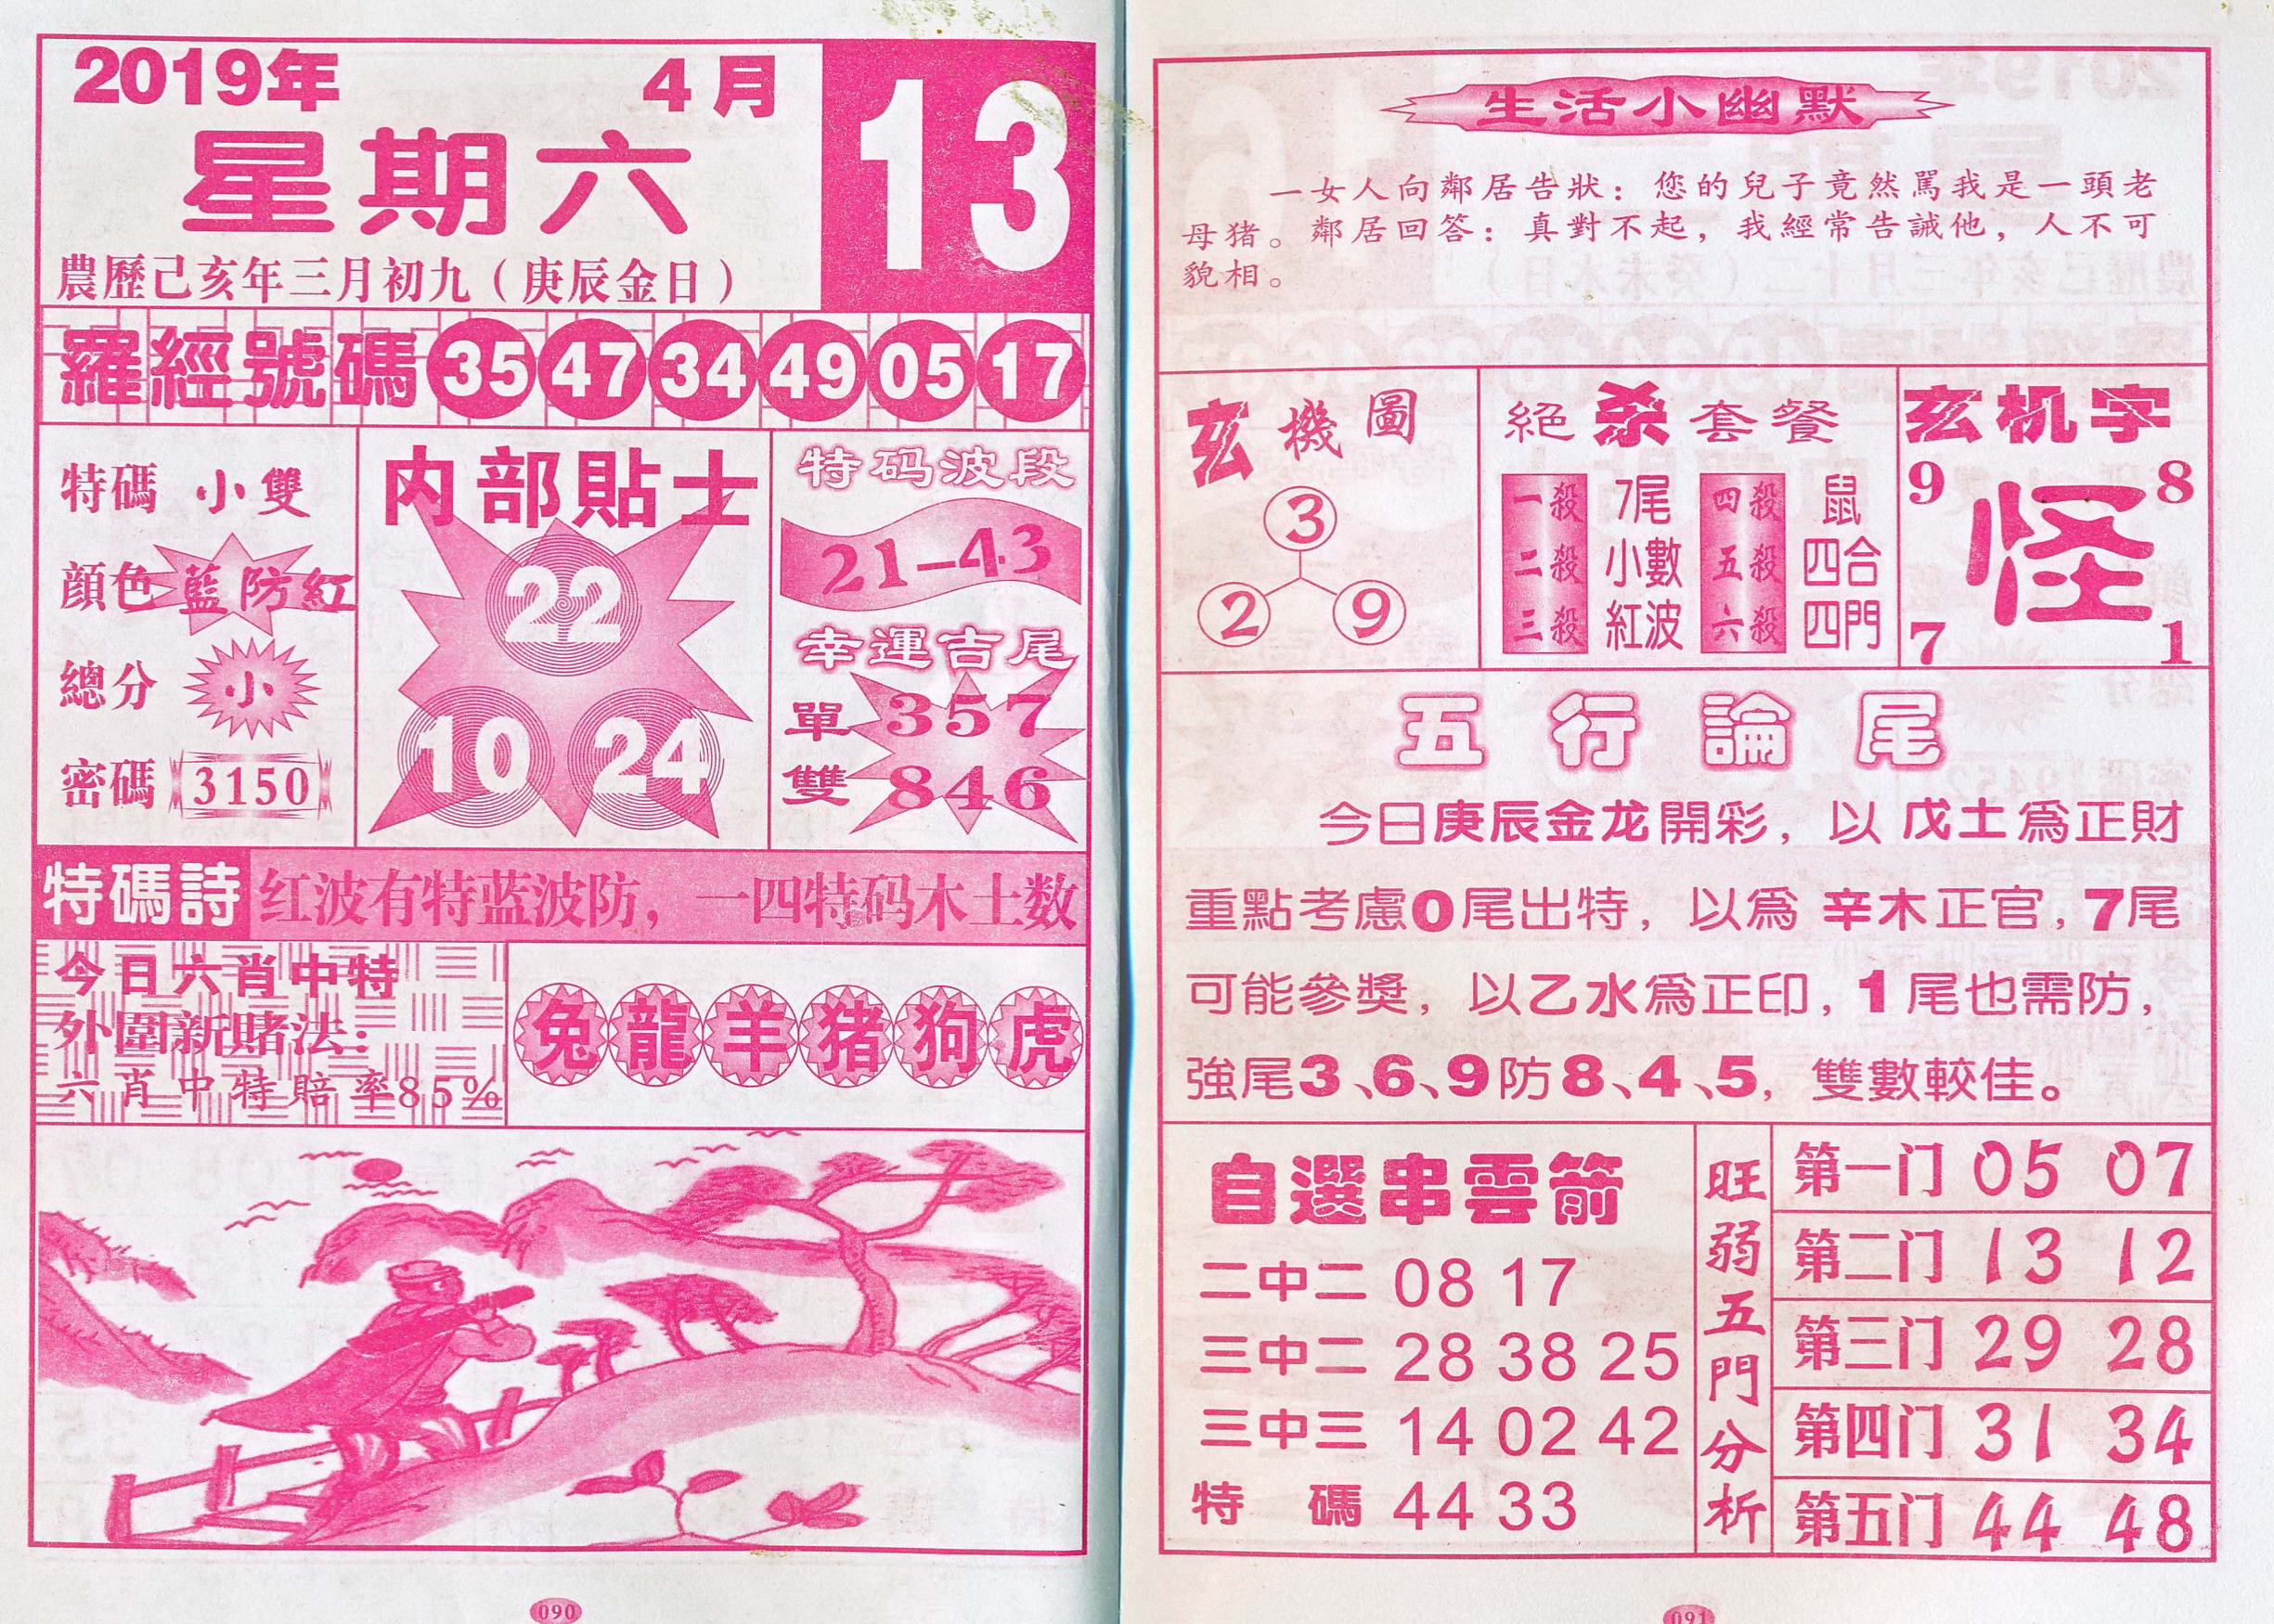 2019年 4月 13
星期六
農歷己亥年三月初九（庚辰金日）
羅經號碼 35 47 34 49 05 17
特碼 小雙
顔色 藍防紅
總分 小
密碼 3150
内部貼士
22
10 24
特码波段
21—43
幸運吉尾
單 357
雙 846
特碼詩 红波有特蓝波防，一四特码木土数
今日六肖中特
外圍新賭法：
六肖中特賠率85%
兔 龍 羊 猪 狗 虎
090
生活小幽默
一女人向鄰居告狀：您的兒子竟然駡我是一頭老
母猪。鄰居回答：真對不起，我經常告誡他，人不可
貌相。
玄機圖
3
2 9
絕杀套餐
一殺 7尾 四殺 鼠
二殺 小數 五殺 四合
三殺 紅波 六殺 四門
玄机字
9 8
怪
7 1
五行論尾
今日庚辰金龙開彩，以戊土爲正財
重點考慮0尾出特，以爲辛木正官，7尾
可能參獎，以乙水爲正印，1尾也需防，
強尾3、6、9防8、4、5，雙數較佳。
自選串雲箭
二中二 08 17
三中二 28 38 25
三中三 14 02 42
特碼 44 33
旺弱五門分析
第一门 05 07
第二门 13 12
第三门 29 28
第四门 31 34
第五门 44 48
091